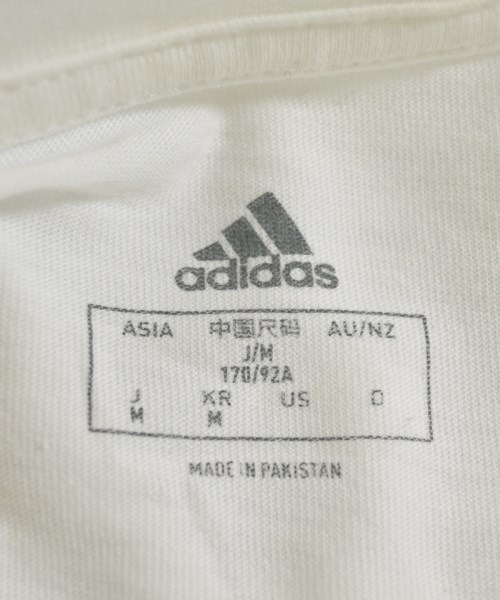 adidas
ASIA 中国尺码 AU/NZ
J/M
170/92A
J KR US D
M M
MADE IN PAKISTAN